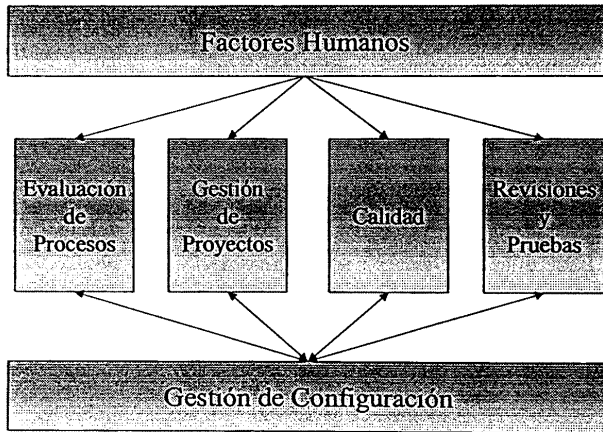 Factores Humanos
Evaluación
de
Procesos
Gestión
de
Proyectos
Calidad
Revisiones
y
Pruebas
Gestión de Configuración